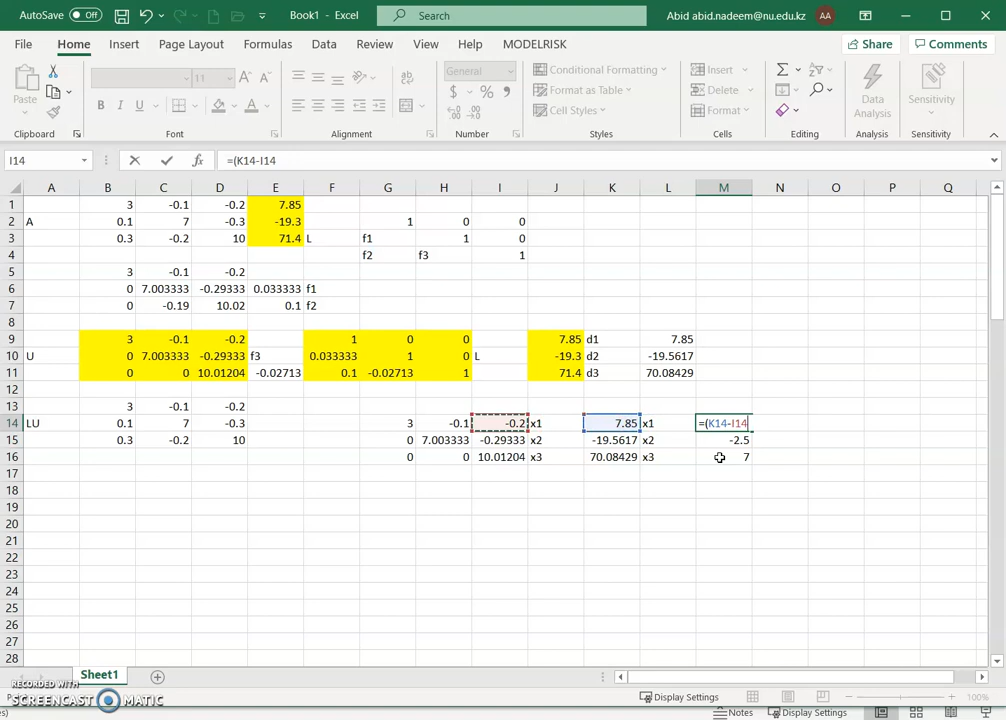 AutoSave Off Book1 - Excel Search Abid abid.nadeem@nu.edu.kz AA
File Home Insert Page Layout Formulas Data Review View Help MODELRISK Share Comments
Paste 11 General Conditional Formatting Insert Data Analysis Sensitivity
B I U Format as Table Delete
Cell Styles Format
Clipboard Font Alignment Number Styles Cells Editing Analysis Sensitivity
I14 fx =(K14-I14
A B C D E F G H I J K L M N O P Q
1 3 -0.1 -0.2 7.85
2 A 0.1 7 -0.3 -19.3 1 0 0
3 0.3 -0.2 10 71.4 L f1 1 0
4 f2 f3 1
5 3 -0.1 -0.2
6 0 7.003333 -0.29333 0.033333 f1
7 0 -0.19 10.02 0.1 f2
8
9 3 -0.1 -0.2 1 0 0 7.85 d1 7.85
10 U 0 7.003333 -0.29333 f3 0.033333 1 0 L -19.3 d2 -19.5617
11 0 0 10.01204 -0.02713 0.1 -0.02713 1 71.4 d3 70.08429
12
13 3 -0.1 -0.2
14 LU 0.1 7 -0.3 3 -0.1 -0.2 x1 7.85 x1 =(K14-I14
15 0.3 -0.2 10 0 7.003333 -0.29333 x2 -19.5617 x2 -2.5
16 0 0 10.01204 x3 70.08429 x3 7
17
18
19
20
21
22
23
24
25
26
27
28
Sheet1
RECORDED WITH
SCREENCAST MATIC
Display Settings 100%
Notes Display Settings